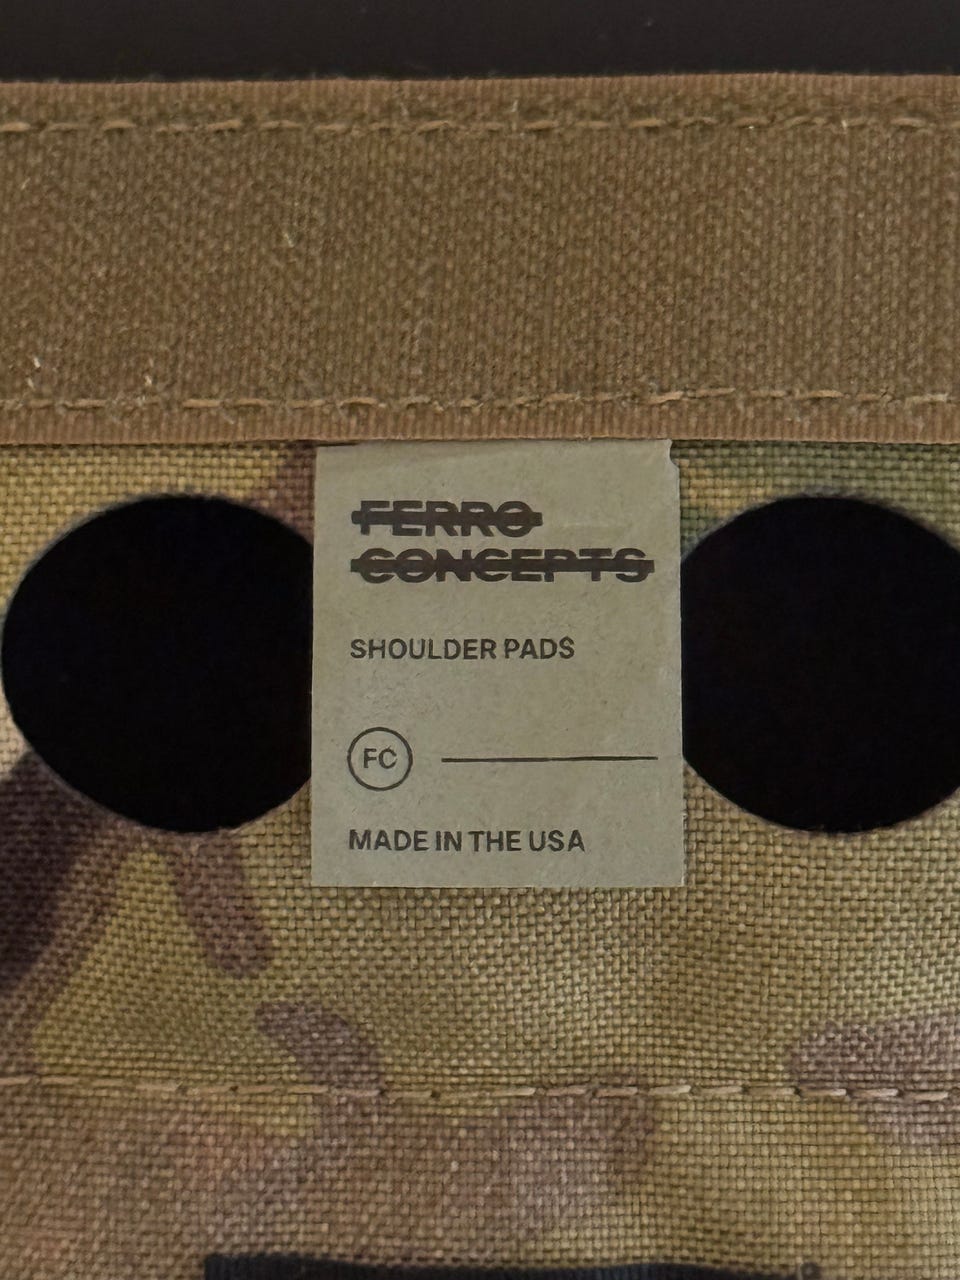 FERRO
CONCEPTS
SHOULDER PADS
FC
MADE IN THE USA